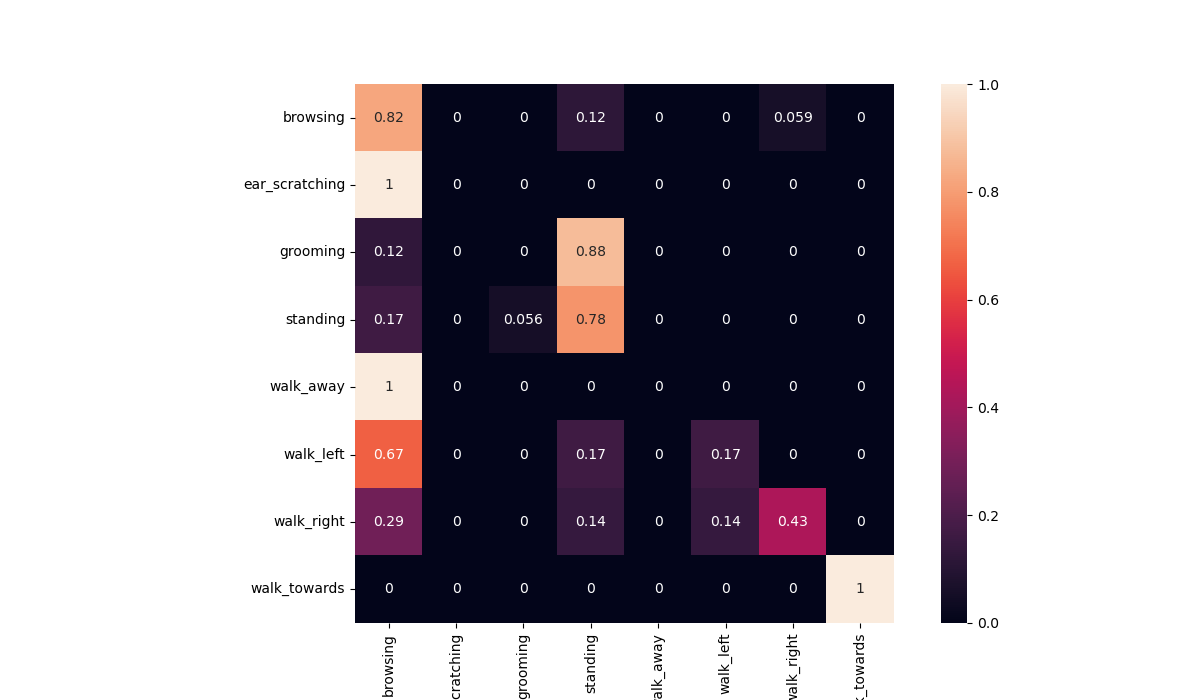 browsing 0.82 0 0 0.12 0 0 0.059 0
ear_scratching 1 0 0 0 0 0 0 0
grooming 0.12 0 0 0.88 0 0 0 0
standing 0.17 0 0.056 0.78 0 0 0 0
walk_away 1 0 0 0 0 0 0 0
walk_left 0.67 0 0 0.17 0 0.17 0 0
walk_right 0.29 0 0 0.14 0 0.14 0.43 0
walk_towards 0 0 0 0 0 0 0 1
browsing
cratching
grooming
standing
alk_away
walk_left
walk_right
_towards
1.0
0.8
0.6
0.4
0.2
0.0